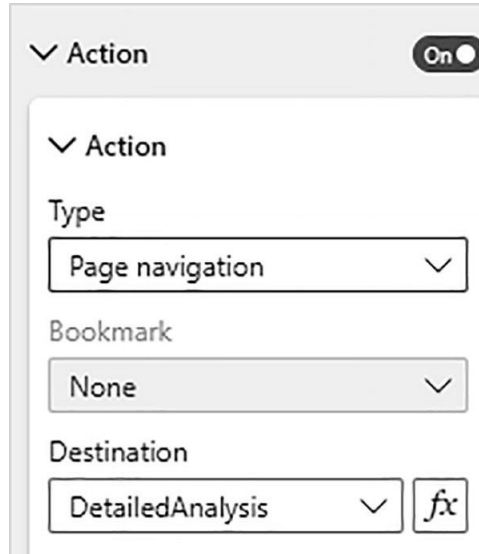 Action
On
Action
Type
Page navigation
Bookmark
None
Destination
DetailedAnalysis
fx